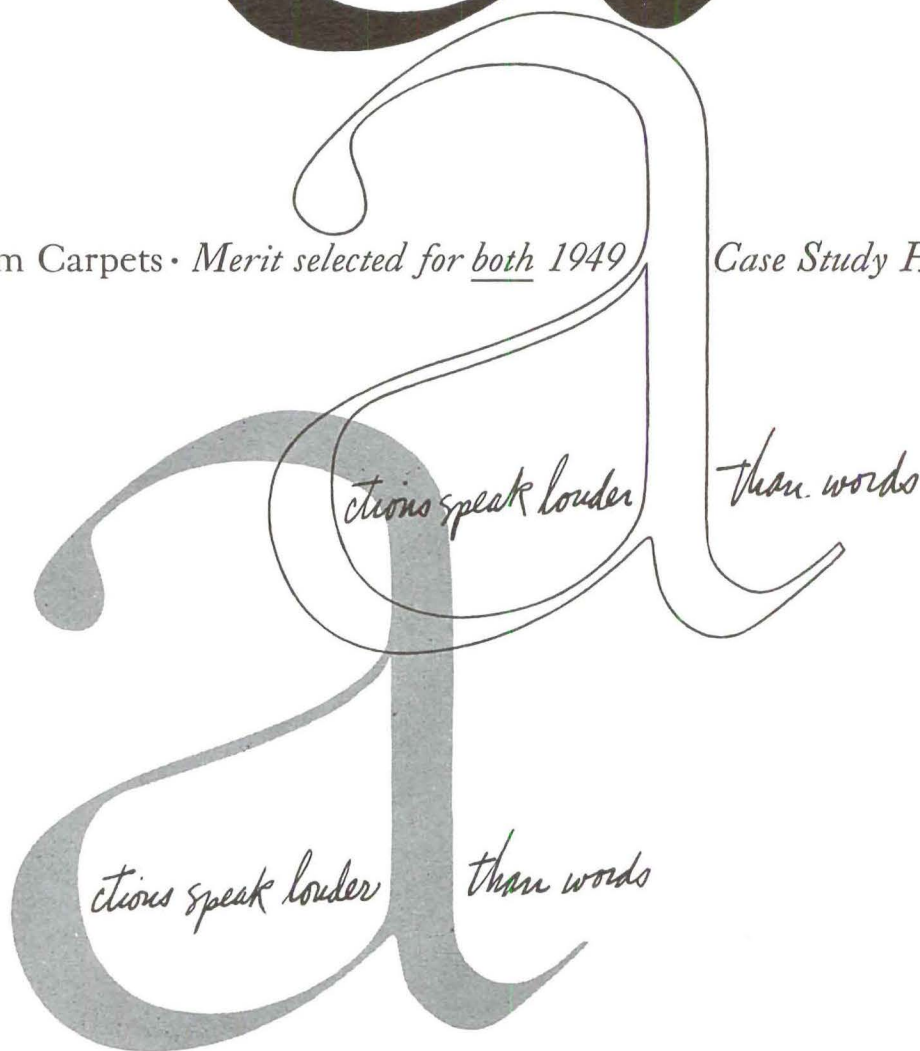 m Carpets · Merit selected for both 1949 Case Study H
a
ctions speak louder than words
a
ctions speak louder than words